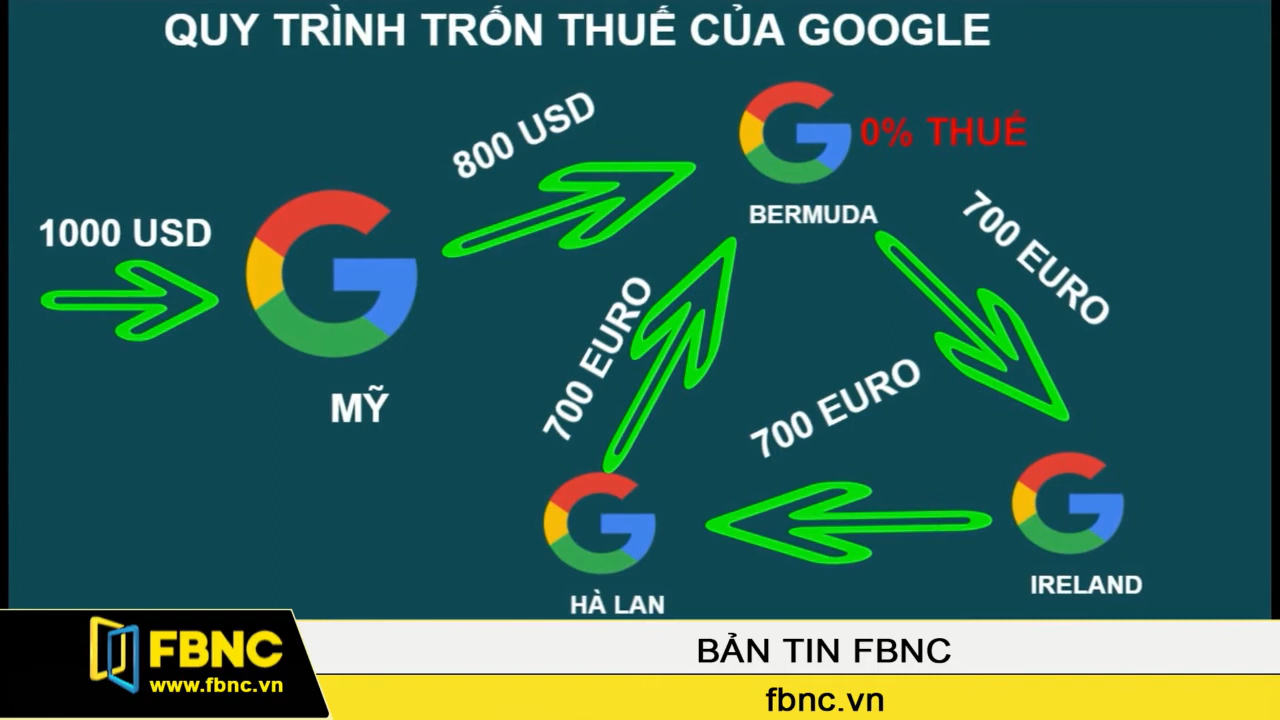 QUY TRÌNH TRỐN THUẾ CỦA GOOGLE
800 USD
0% THUẾ
1000 USD
BERMUDA
700 EURO
700 EURO
700 EURO
MỸ
HÀ LAN
IRELAND
FBNC
www.fbnc.vn
BẢN TIN FBNC
fbnc.vn